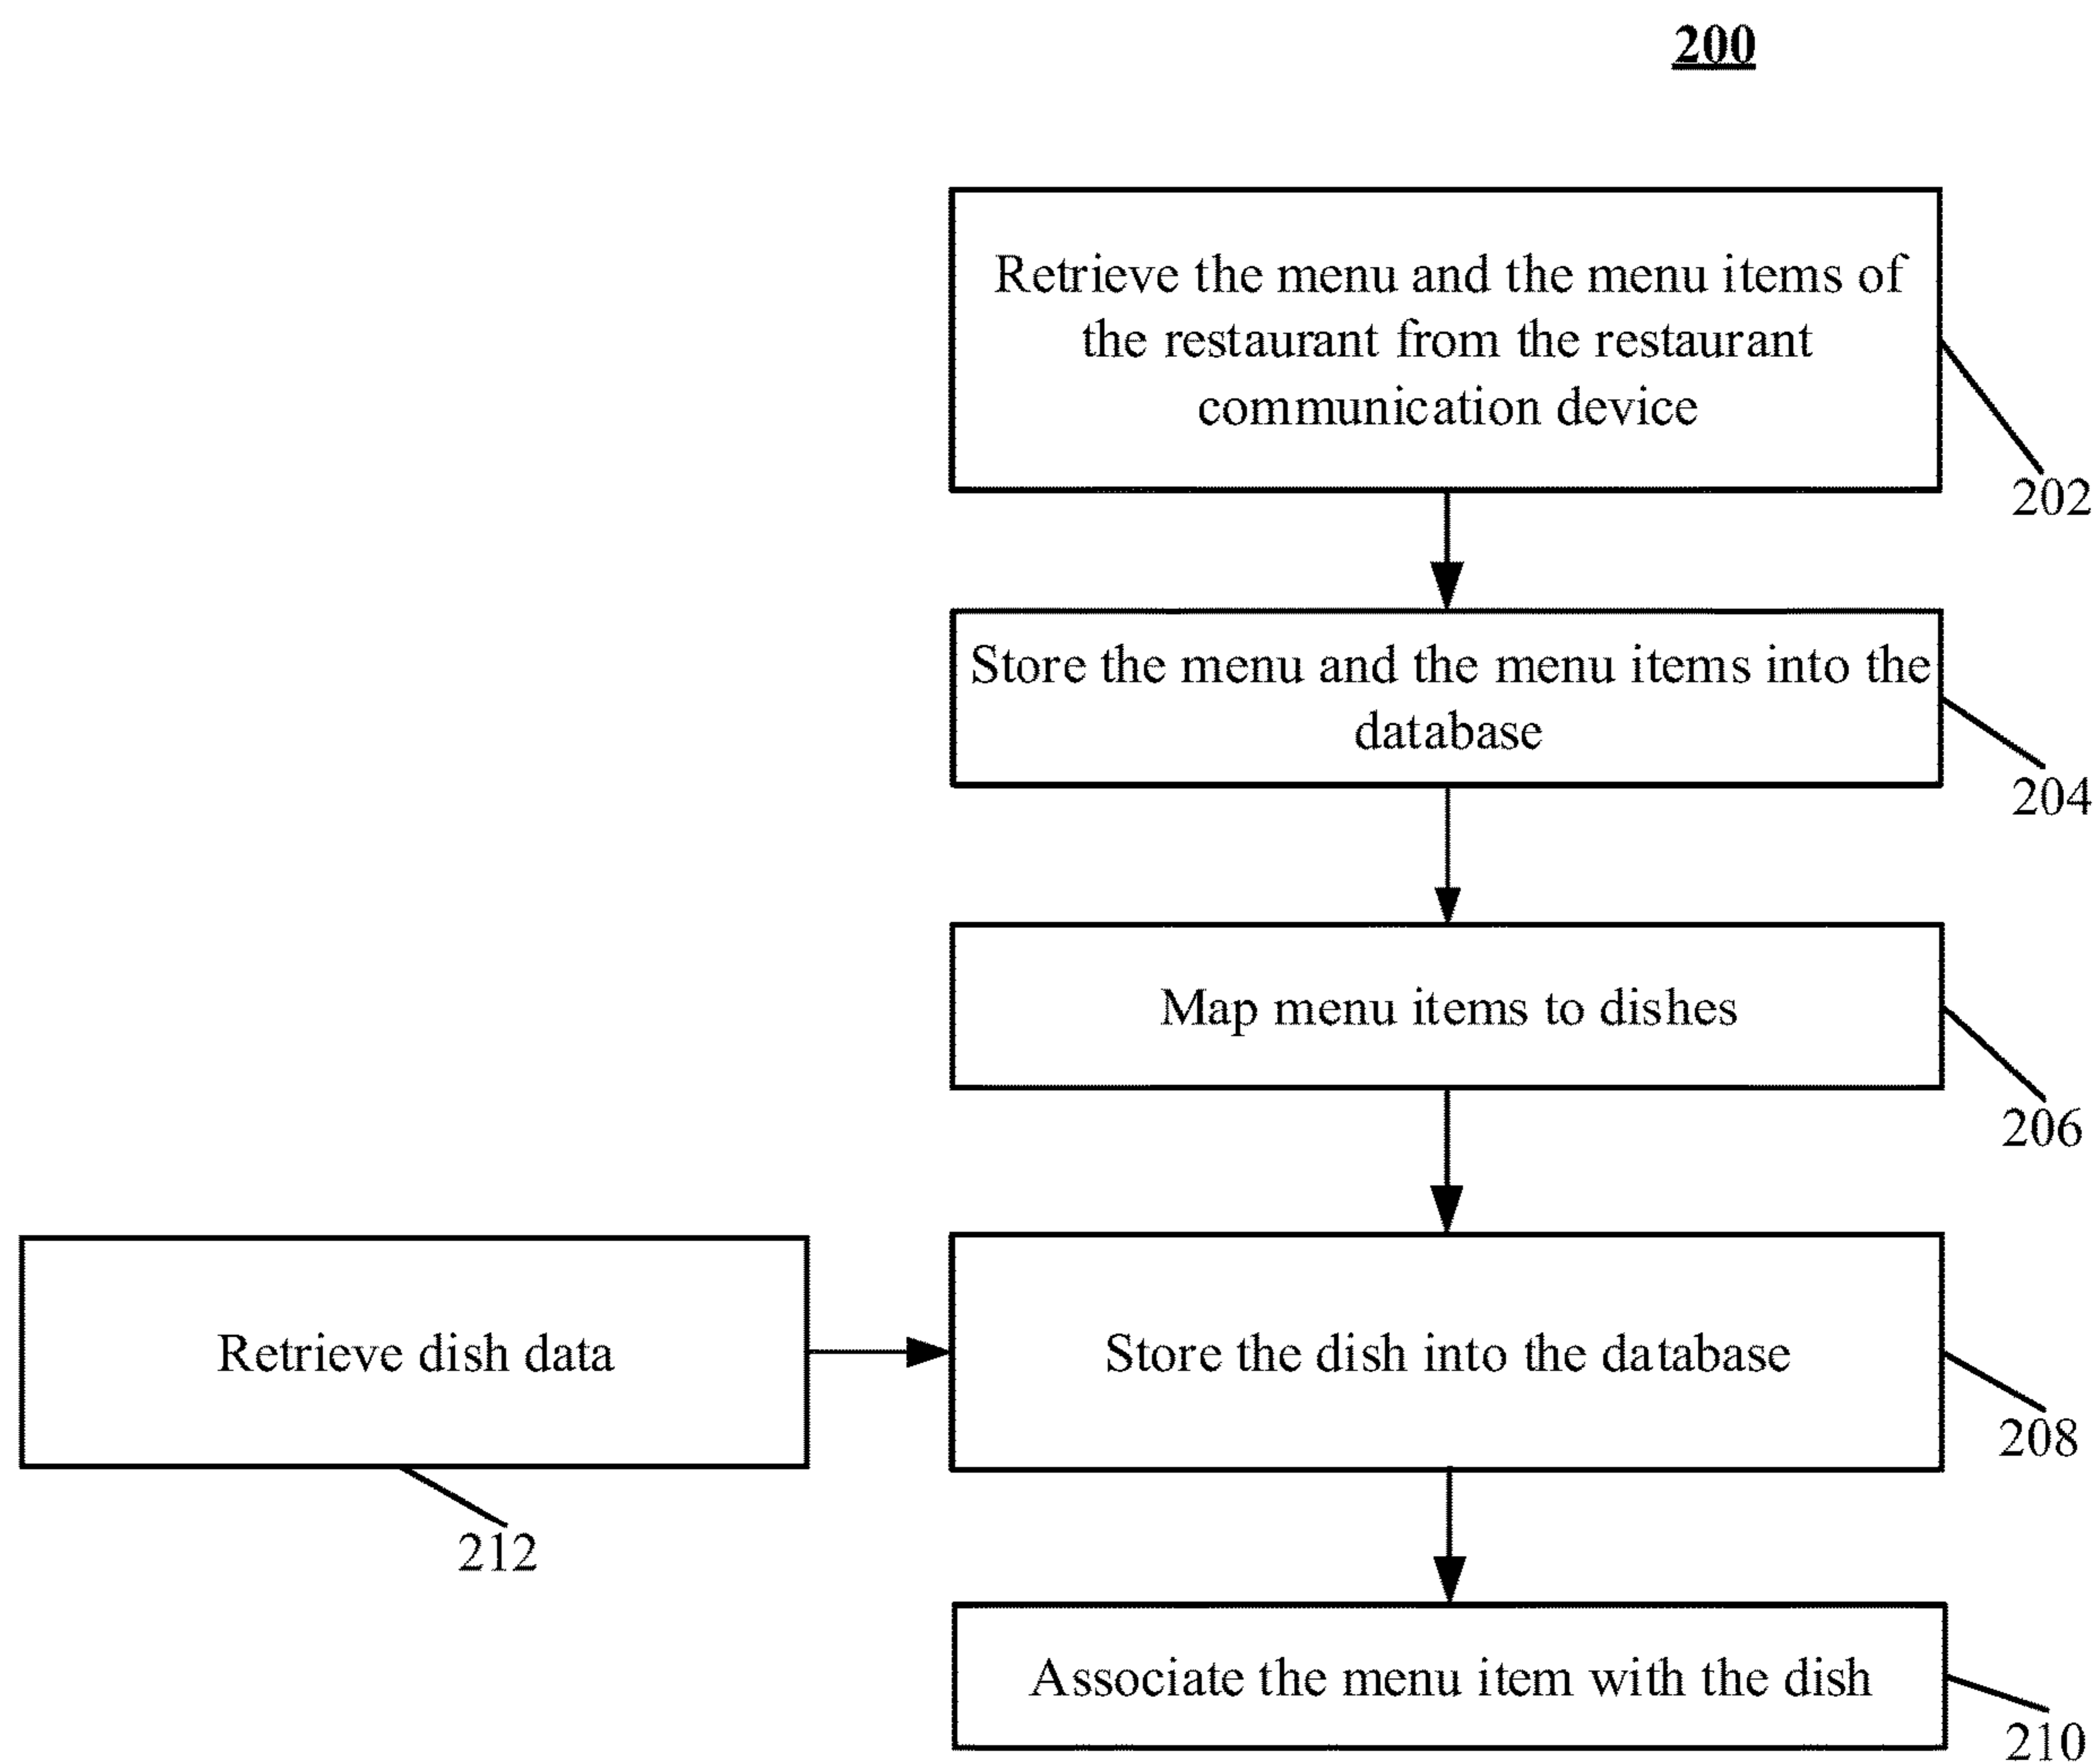 200
Retrieve the menu and the menu items of
the restaurant from the restaurant
communication device
202
Store the menu and the menu items into the
database
204
Map menu items to dishes
206
Retrieve dish data
212
Store the dish into the database
208
Associate the menu item with the dish
210